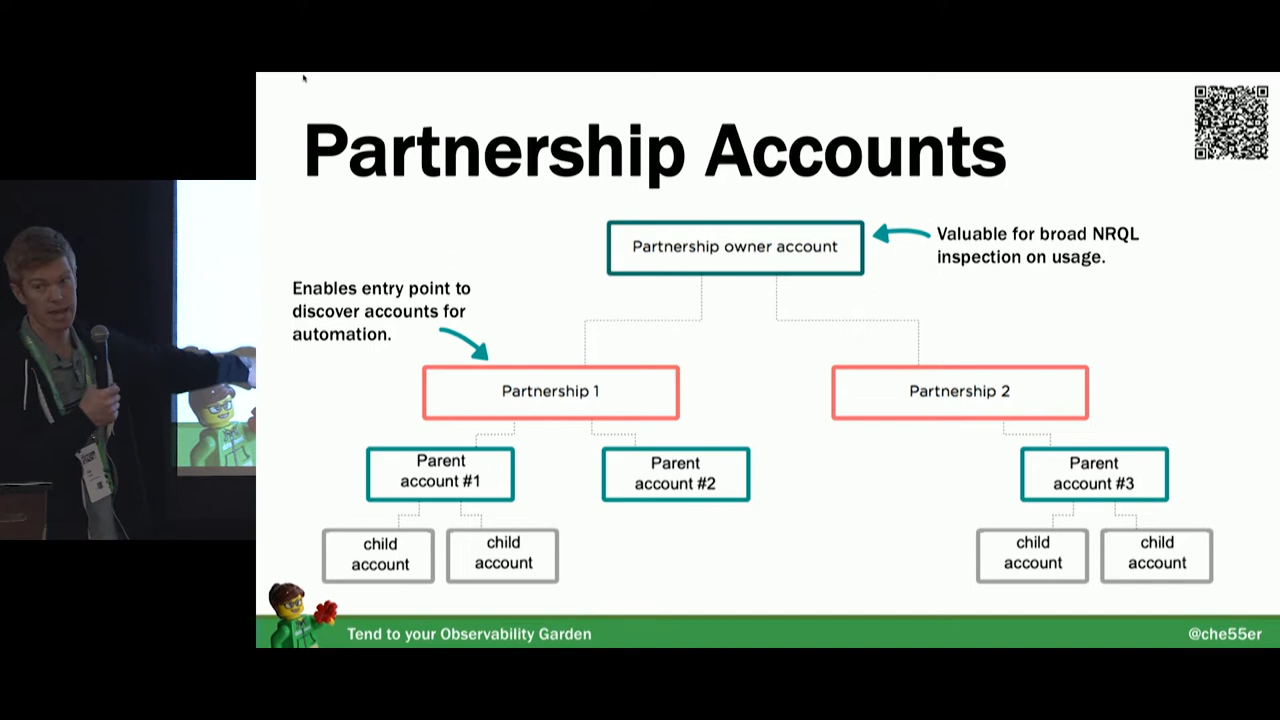 Partnership Accounts
Partnership owner account
Valuable for broad NRQL
inspection on usage.
Enables entry point to
discover accounts for
automation.
Partnership 1
Partnership 2
Parent
account #1
Parent
account #2
Parent
account #3
child
account
child
account
child
account
child
account
Tend to your Observability Garden
@che55er